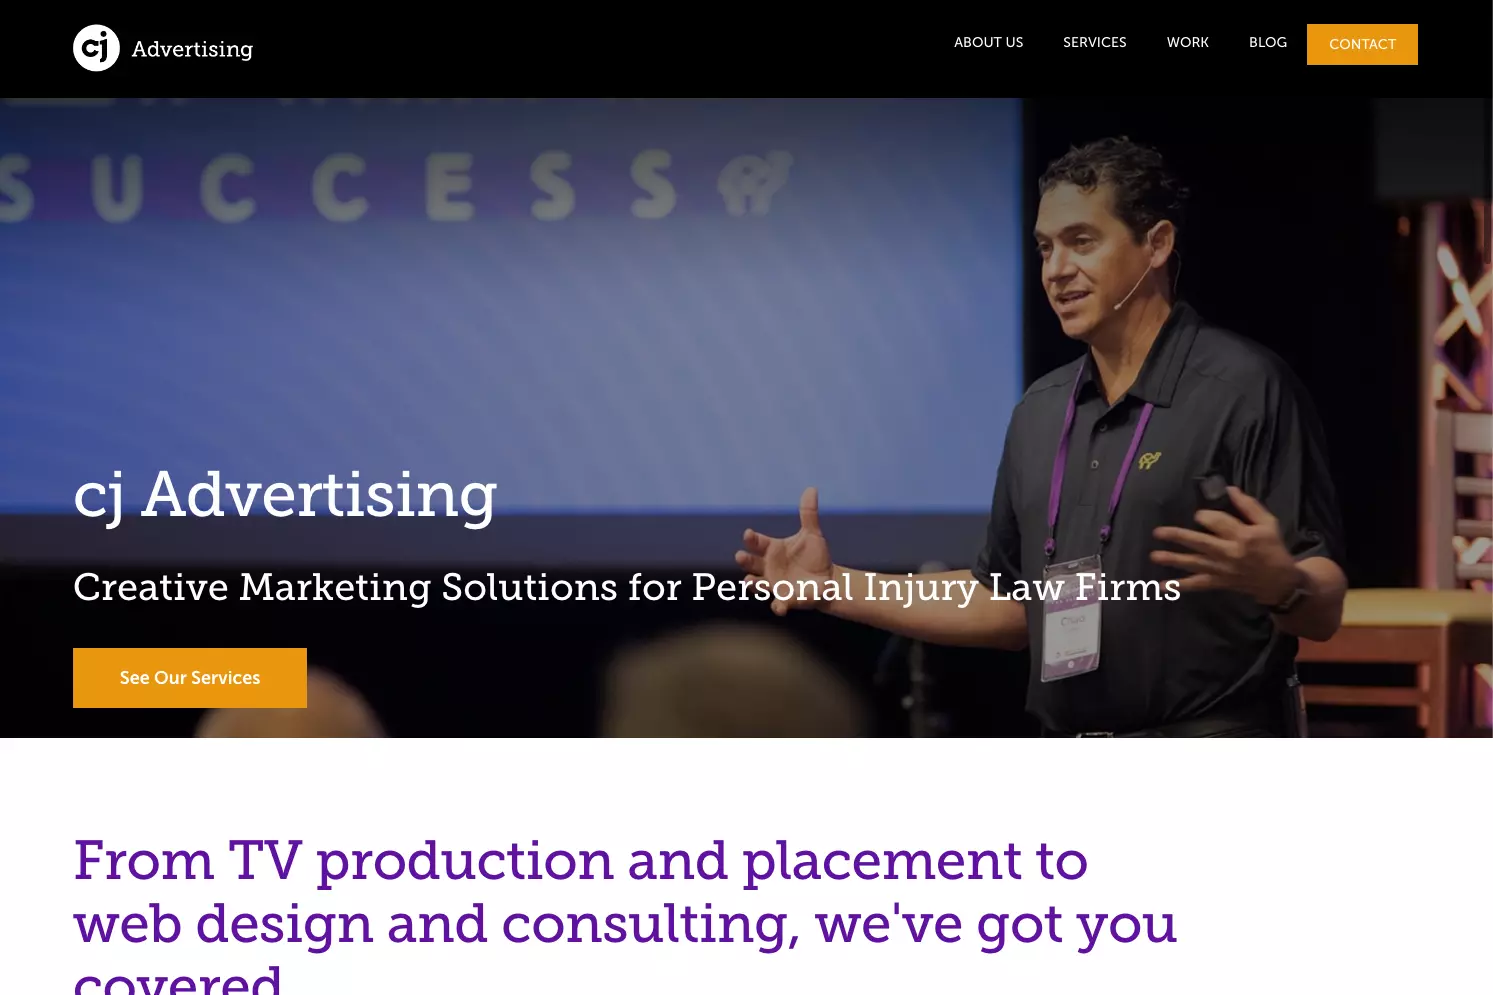 cj Advertising
ABOUT US
SERVICES
WORK
BLOG
CONTACT
SUCCESS
cj Advertising
Creative Marketing Solutions for Personal Injury Law Firms
See Our Services
From TV production and placement to
web design and consulting, we've got you
covered